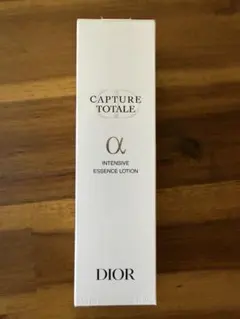 CAPTURE
TOTALE
α
INTENSIVE
ESSENCE LOTION
DIOR